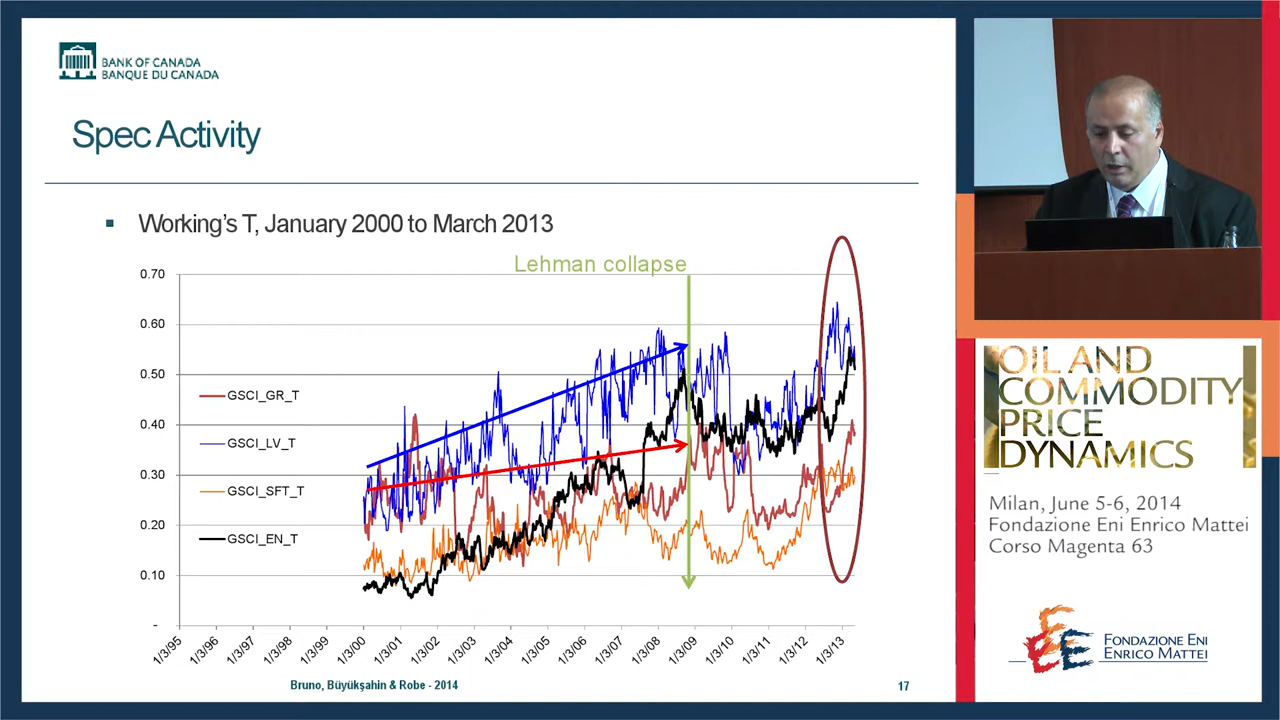 BANK OF CANADA
BANQUE DU CANADA
Spec Activity
Working's T, January 2000 to March 2013
Lehman collapse
0.70
0.60
0.50
0.40
0.30
0.20
0.10
-
GSCI_GR_T
GSCI_LV_T
GSCI_SFT_T
GSCI_EN_T
1/3/95
1/3/96
1/3/97
1/3/98
1/3/99
1/3/00
1/3/01
1/3/02
1/3/03
1/3/04
1/3/05
1/3/06
1/3/07
1/3/08
1/3/09
1/3/10
1/3/11
1/3/12
1/3/13
Bruno, Büyükşahin & Robe - 2014
17
OIL AND
COMMODITY
PRICE
DYNAMICS
Milan, June 5-6, 2014
Fondazione Eni Enrico Mattei
Corso Magenta 63
FONDAZIONE ENI
ENRICO MATTEI